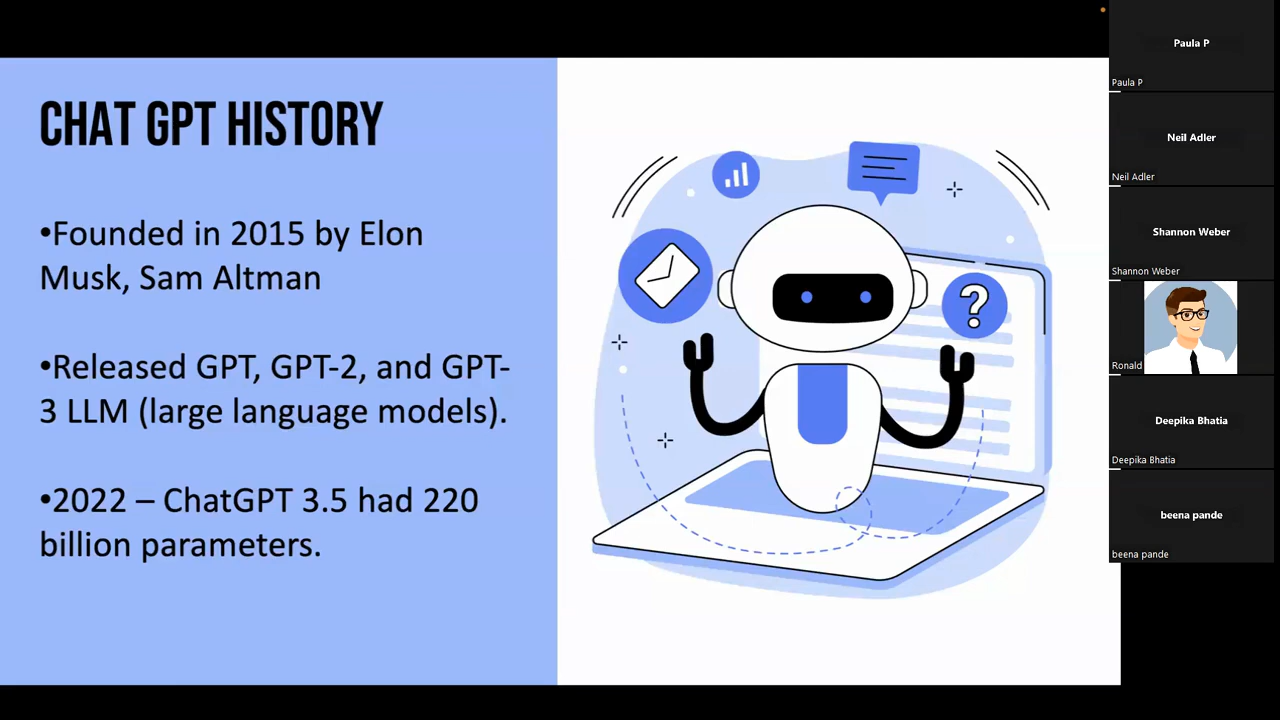 CHAT GPT HISTORY
•Founded in 2015 by Elon
Musk, Sam Altman
•Released GPT, GPT-2, and GPT-
3 LLM (large language models).
•2022 – ChatGPT 3.5 had 220
billion parameters.
?
Paula P
Paula P
Neil Adler
Neil Adler
Shannon Weber
Shannon Weber
Ronald
Deepika Bhatia
Deepika Bhatia
beena pande
beena pande